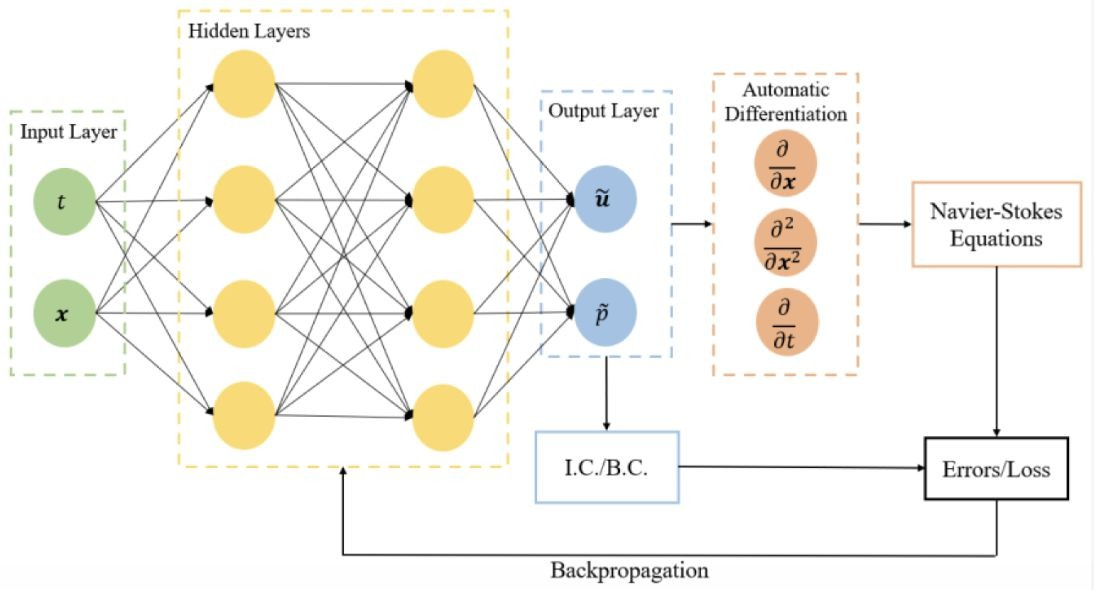 Hidden Layers
Input Layer
t
x
Output Layer
ũ
p̃
Automatic
Differentiation
∂
∂x
∂²
∂x²
∂
∂t
Navier-Stokes
Equations
I.C./B.C.
Errors/Loss
Backpropagation